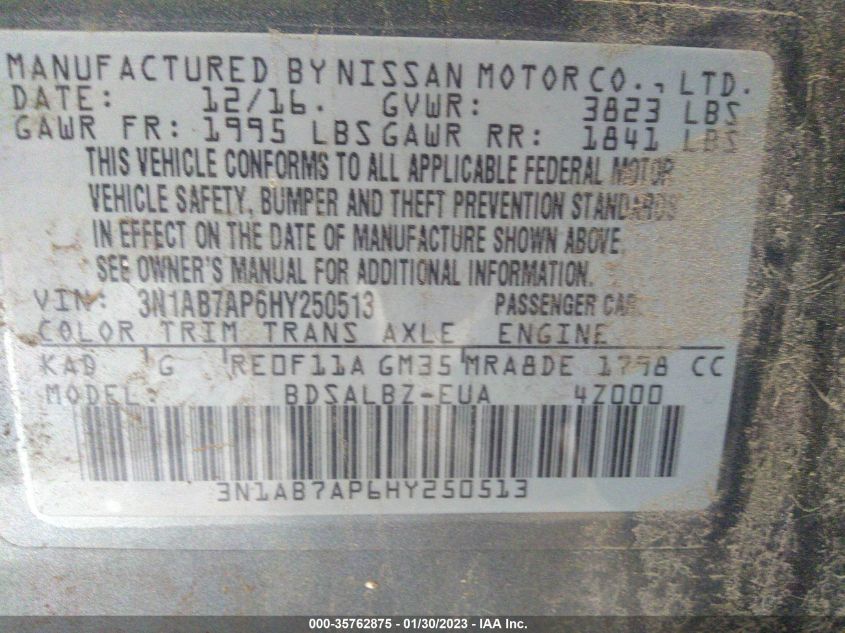 MANUFACTURED BY NISSAN MOTOR CO., LTD.
DATE: 12/16. GVWR: 3823 LBS
GAWR FR: 1995 LBS GAWR RR: 1841 LBS
THIS VEHICLE CONFORMS TO ALL APPLICABLE FEDERAL MOTOR
VEHICLE SAFETY, BUMPER AND THEFT PREVENTION STANDARDS
IN EFFECT ON THE DATE OF MANUFACTURE SHOWN ABOVE.
SEE OWNER'S MANUAL FOR ADDITIONAL INFORMATION.
VIN: 3N1AB7AP6HY250513 PASSENGER CAR
COLOR TRIM TRANS AXLE ENGINE
KAD G RE0F11A GM35 MRA8DE 1798 CC
MODEL: BDSALBZ-EUA 4Z000
3N1AB7AP6HY250513
000-35762875 - 01/30/2023 - IAA Inc.